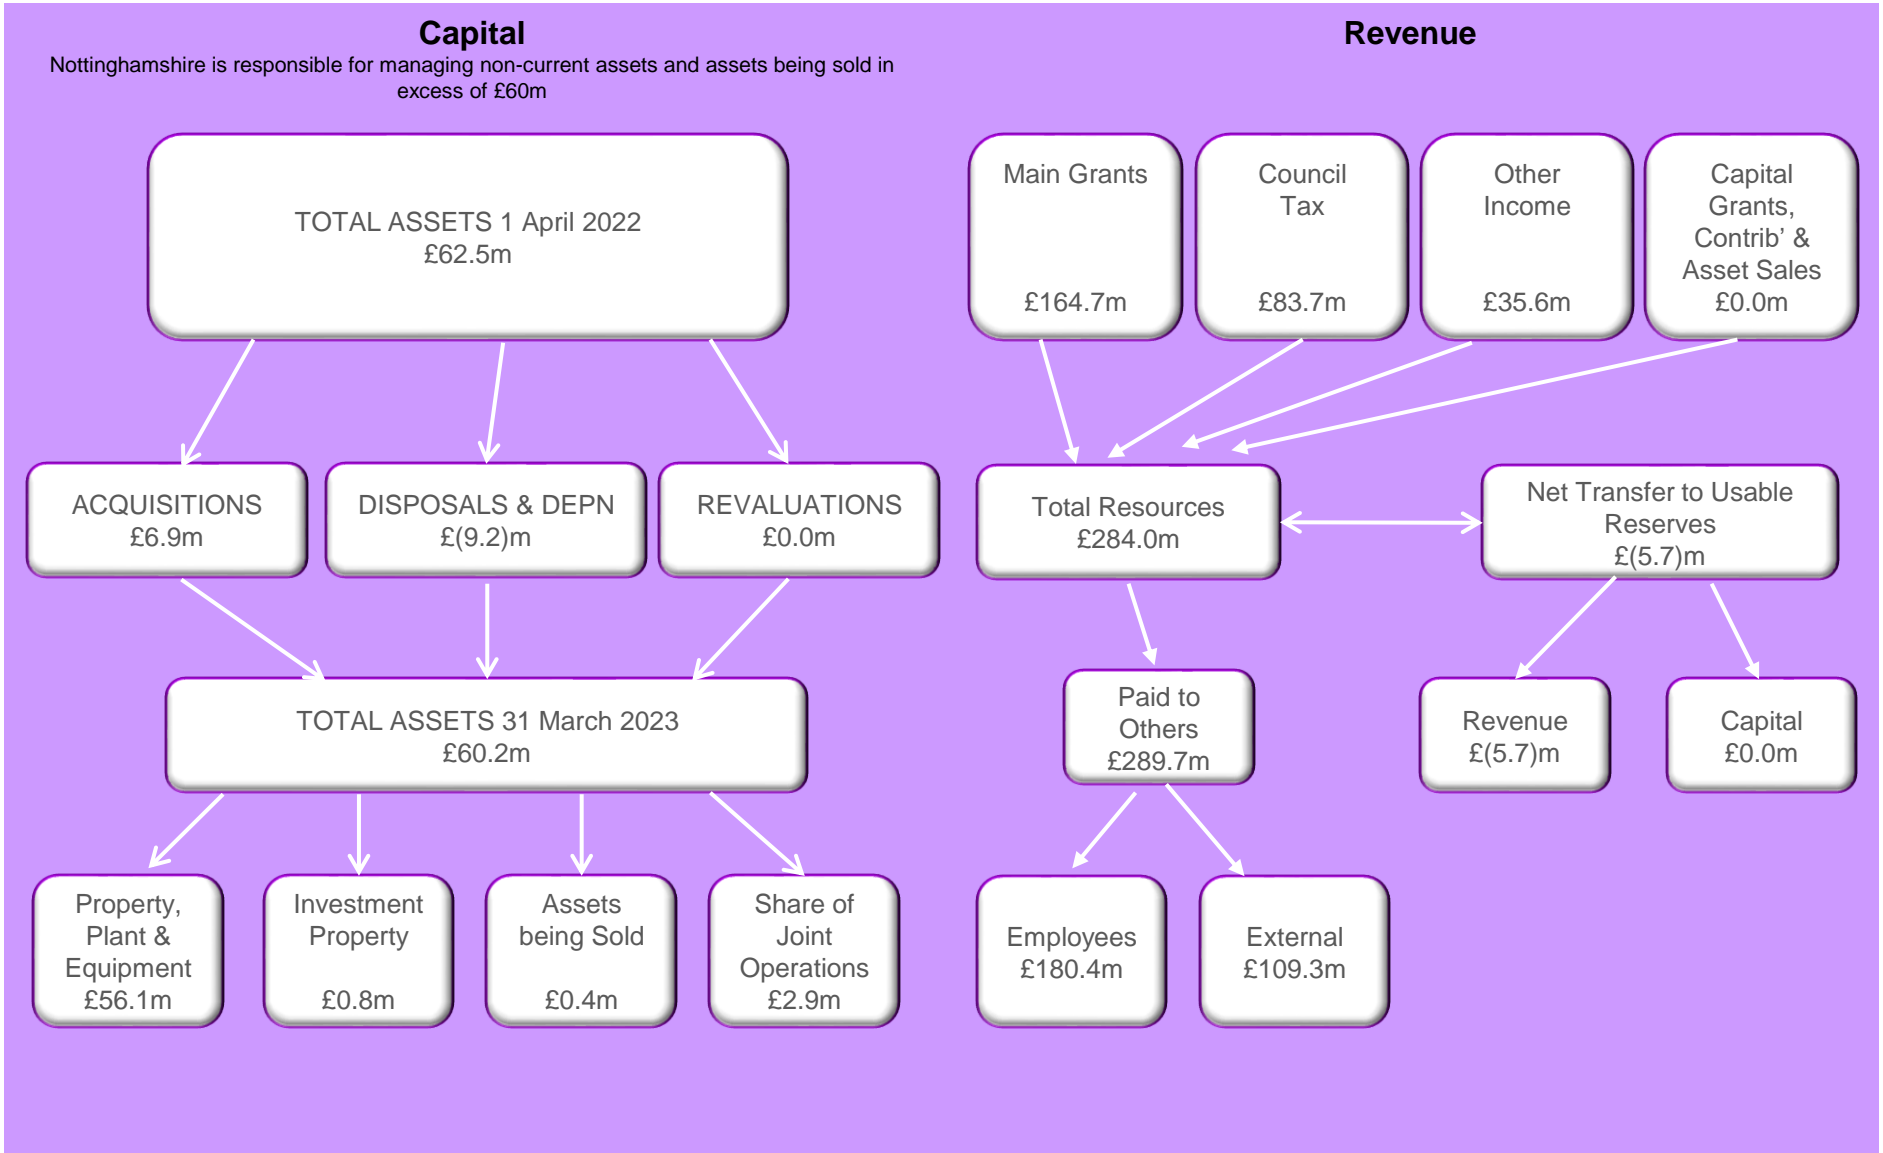 Capital
Nottinghamshire is responsible for managing non-current assets and assets being sold in
excess of £60m
TOTAL ASSETS 1 April 2022
£62.5m
ACQUISITIONS
£6.9m
DISPOSALS & DEPN
£(9.2)m
REVALUATIONS
£0.0m
TOTAL ASSETS 31 March 2023
£60.2m
Property,
Plant &
Equipment
£56.1m
Investment
Property
£0.8m
Assets
being Sold
£0.4m
Share of
Joint
Operations
£2.9m
Revenue
Main Grants
£164.7m
Council
Tax
£83.7m
Other
Income
£35.6m
Capital
Grants,
Contrib’ &
Asset Sales
£0.0m
Total Resources
£284.0m
Net Transfer to Usable
Reserves
£(5.7)m
Paid to
Others
£289.7m
Revenue
£(5.7)m
Capital
£0.0m
Employees
£180.4m
External
£109.3m